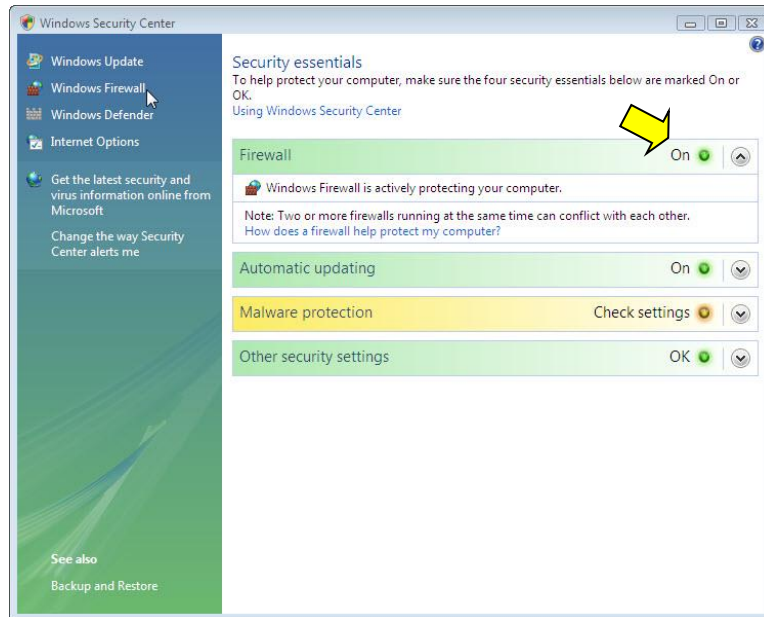 Windows Security Center
Windows Update
Windows Firewall
Windows Defender
Internet Options
Get the latest security and
virus information online from
Microsoft
Change the way Security
Center alerts me
See also
Backup and Restore
Security essentials
To help protect your computer, make sure the four security essentials below are marked On or
OK.
Using Windows Security Center
Firewall On
Windows Firewall is actively protecting your computer.
Note: Two or more firewalls running at the same time can conflict with each other.
How does a firewall help protect my computer?
Automatic updating On
Malware protection Check settings
Other security settings OK